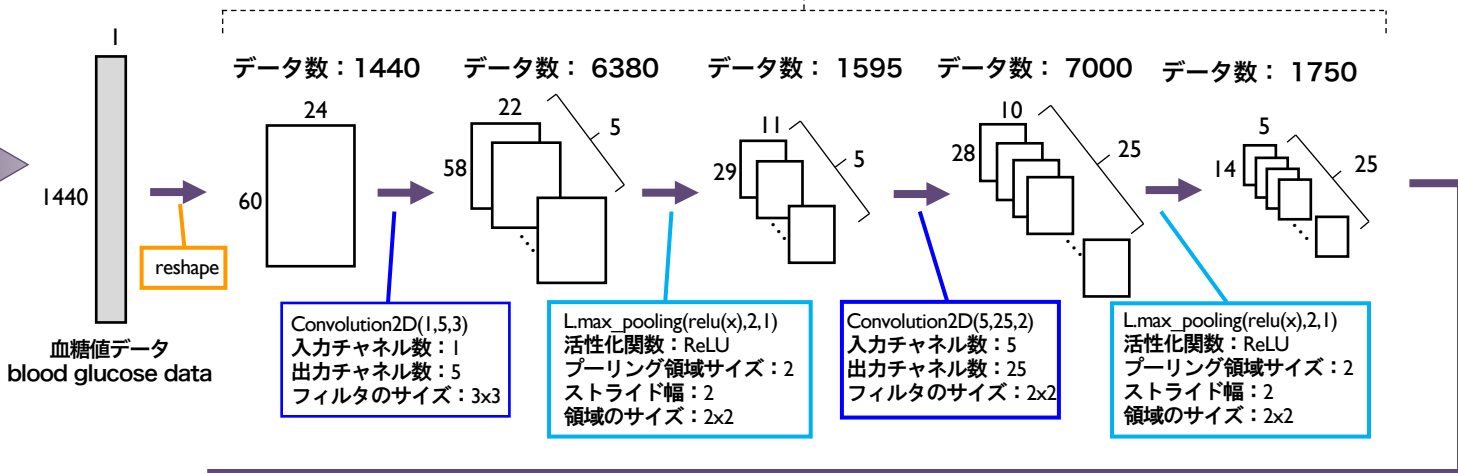 1
データ数：1440
データ数： 6380
データ数： 1595
データ数： 7000
データ数： 1750
24
22
5
11
5
10
25
5
25
1440
60
58
29
28
14
reshape
血糖値データ
blood glucose data
Convolution2D(1,5,3)
入力チャネル数：1
出力チャネル数：5
フィルタのサイズ：3x3
L.max_pooling(relu(x),2,1)
活性化関数：ReLU
プーリング領域サイズ：2
ストライド幅：2
領域のサイズ：2x2
Convolution2D(5,25,2)
入力チャネル数：5
出力チャネル数：25
フィルタのサイズ：2x2
L.max_pooling(relu(x),2,1)
活性化関数：ReLU
プーリング領域サイズ：2
ストライド幅：2
領域のサイズ：2x2